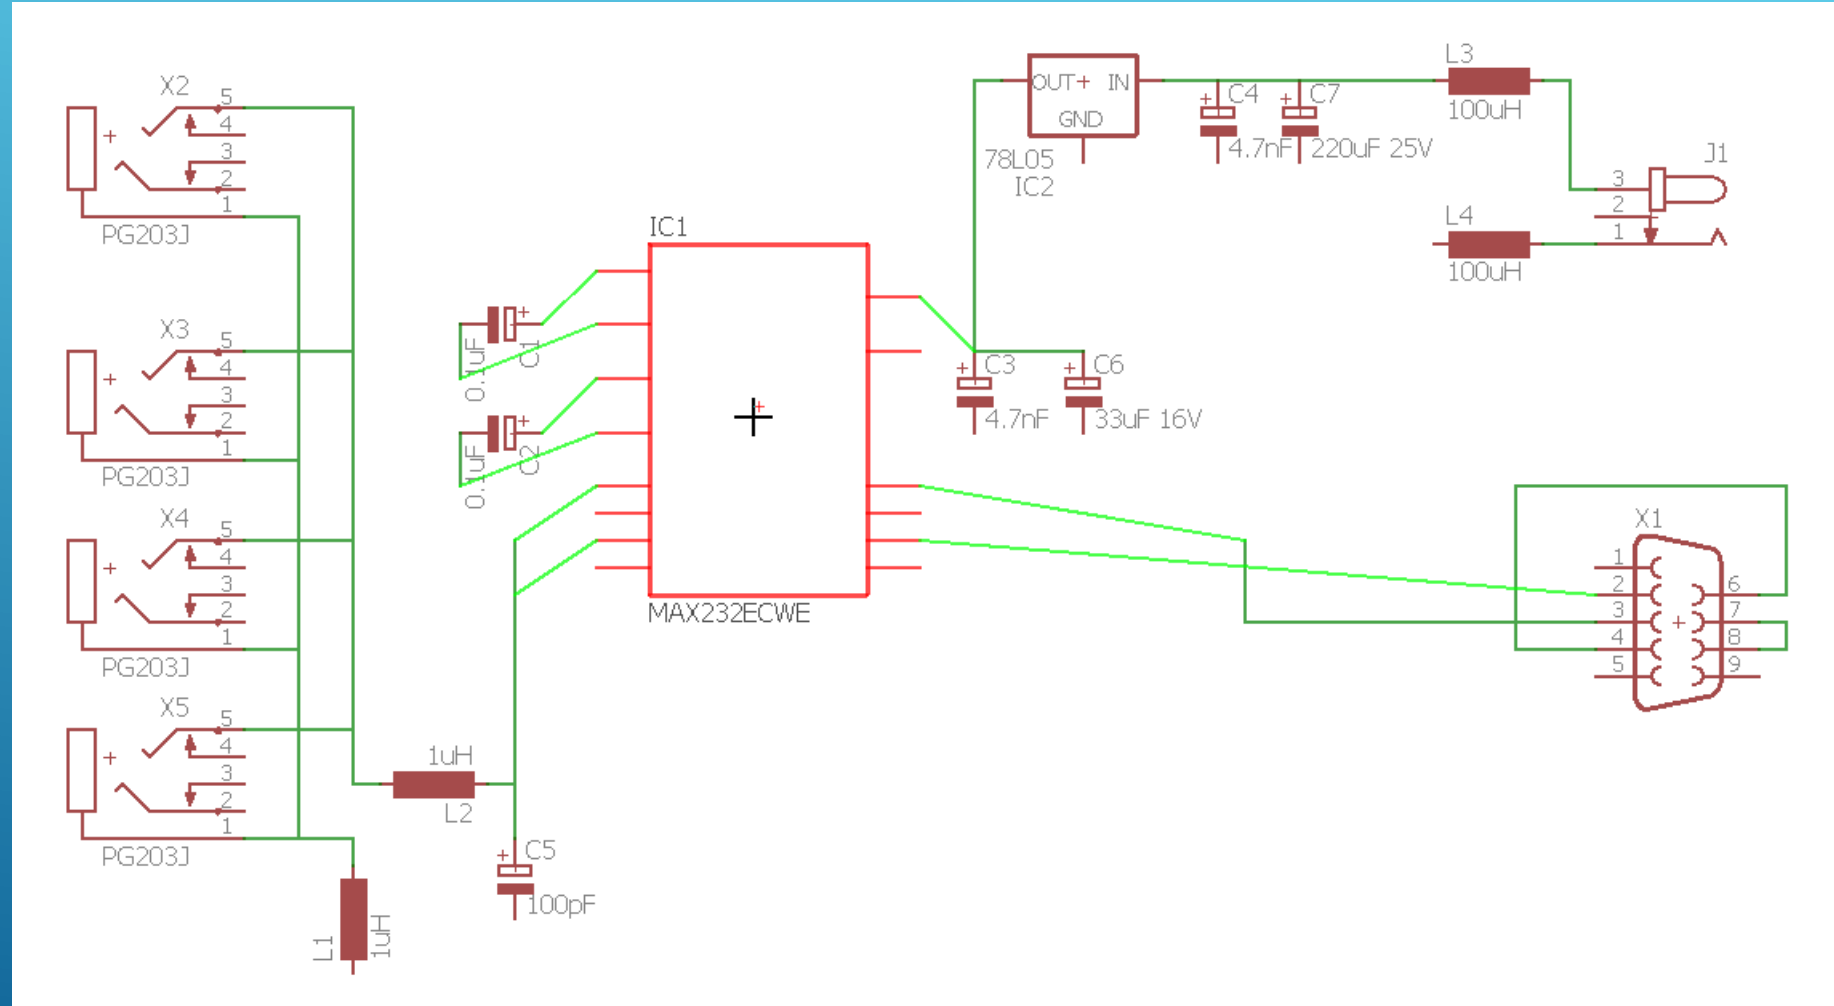 X2
5
4
3
2
1
PG203J
X3
5
4
3
2
1
PG203J
X4
5
4
3
2
1
PG203J
X5
5
4
3
2
1
PG203J
L1
1uH
1uH
L2
C5
100pF
0.1uF
C1
0.1uF
C2
IC1
MAX232ECWE
OUT+ IN
GND
78L05
IC2
C4
4.7nF
C7
220uF 25V
L3
100uH
L4
100uH
J1
3
2
1
C3
4.7nF
C6
33uF 16V
X1
1
2
3
4
5
6
7
8
9